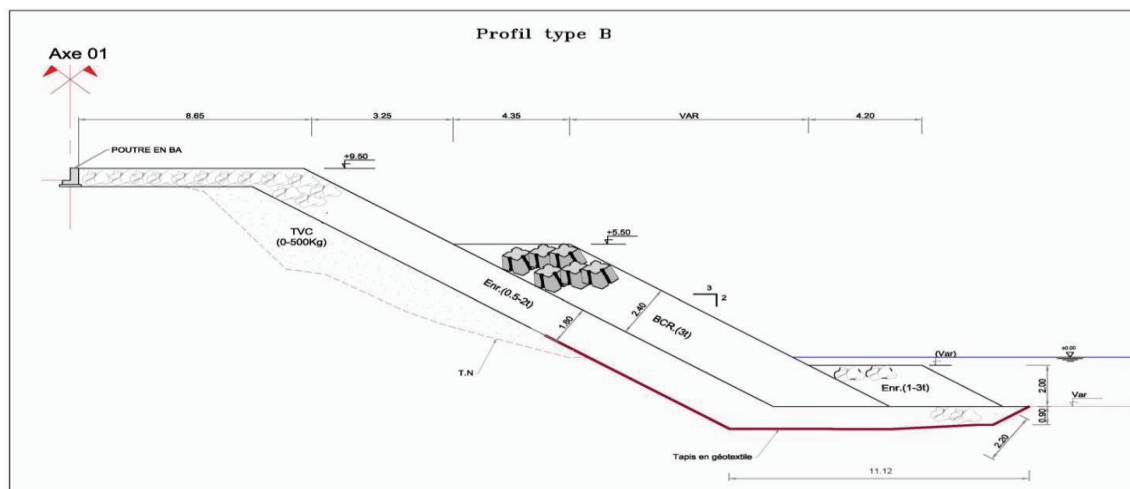 Profil type B
Axe 01
8.65
3.25
4.35
VAR
4.20
POUTRE EN BA
+9.50
TVC
(0-500Kg)
+5.50
Enr.(0.5-2t)
1.80
2.40
BCR.(3t)
3
2
±0.00
(Var)
Enr.(1-3t)
2.00
Var
0.90
T.N
2.20
Tapis en géotextile
11.12